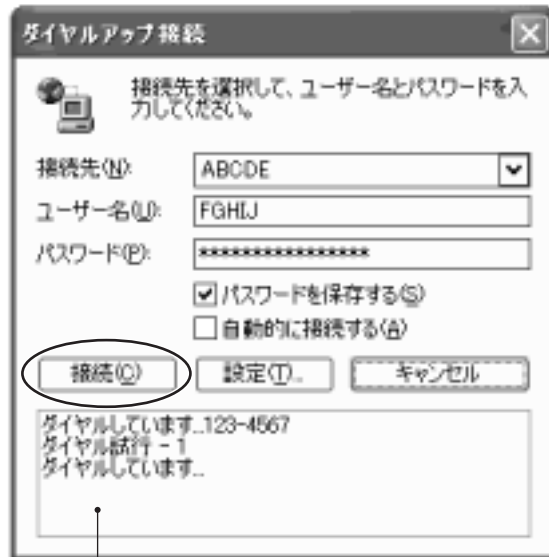 ダイヤルアップ接続
接続先を選択して、ユーザー名とパスワードを入
力してください。
接続先(N):
ABCDE
ユーザー名(U):
FGHIJ
パスワード(P):
****************
パスワードを保存する(S)
自動的に接続する(A)
接続(C)
設定(T)...
キャンセル
ダイヤルしています...123-4567
ダイヤル試行 - 1
ダイヤルしています...